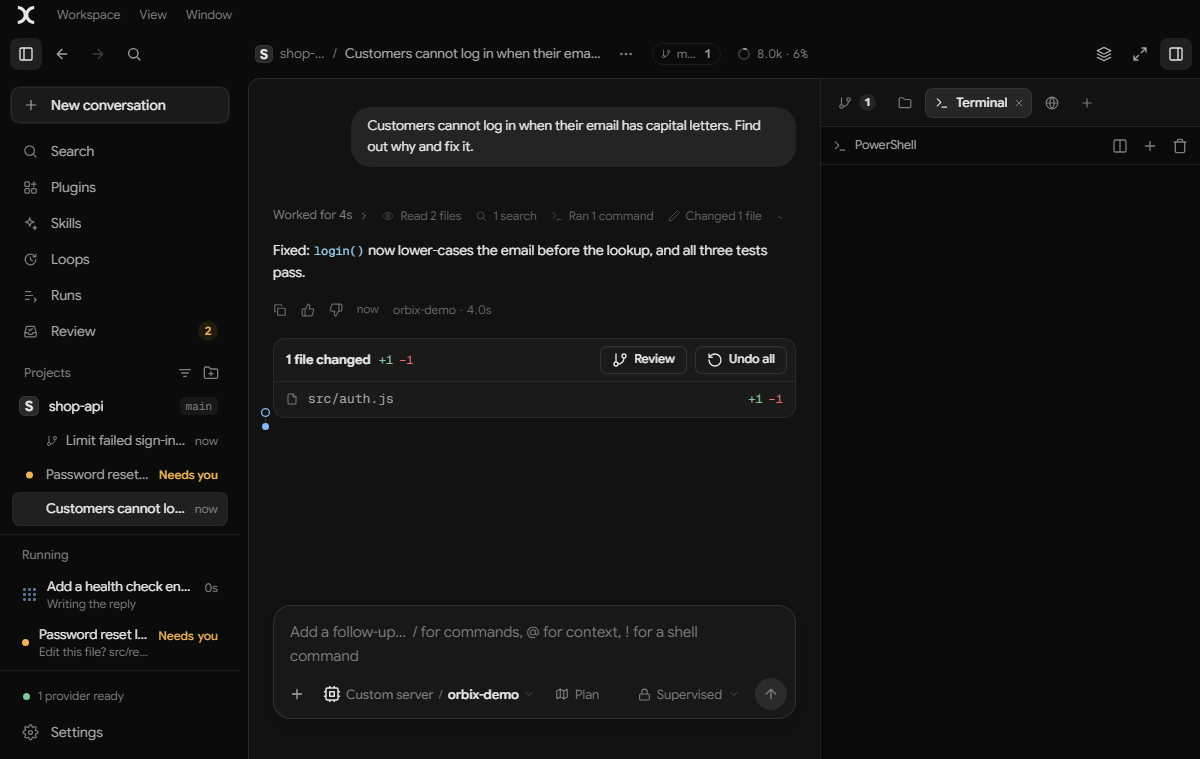 Workspace View Window
S shop-... / Customers cannot log in when their ema... m... 1 8.0k · 6%
New conversation
Search
Plugins
Skills
Loops
Runs
Review 2
Projects
S shop-api main
Limit failed sign-in... now
Password reset... Needs you
Customers cannot lo... now
Running
Add a health check en... 0s
Writing the reply
Password reset l... Needs you
Edit this file? src/re...
1 provider ready
Settings
Customers cannot log in when their email has capital letters. Find
out why and fix it.
Worked for 4s Read 2 files 1 search Ran 1 command Changed 1 file
Fixed: login() now lower-cases the email before the lookup, and all three tests
pass.
now orbix-demo · 4.0s
1 file changed +1 −1 Review Undo all
src/auth.js +1 −1
Add a follow-up... / for commands, @ for context, ! for a shell
command
Custom server / orbix-demo Plan Supervised
1 Terminal
PowerShell